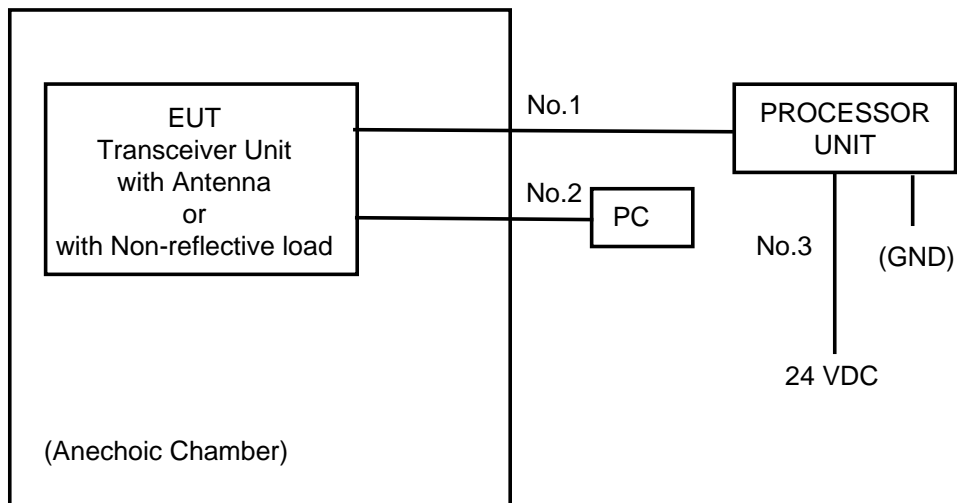 EUT
Transceiver Unit
with Antenna
or
with Non-reflective load
No.1
PROCESSOR
UNIT
No.2
PC
No.3
(GND)
24 VDC
(Anechoic Chamber)